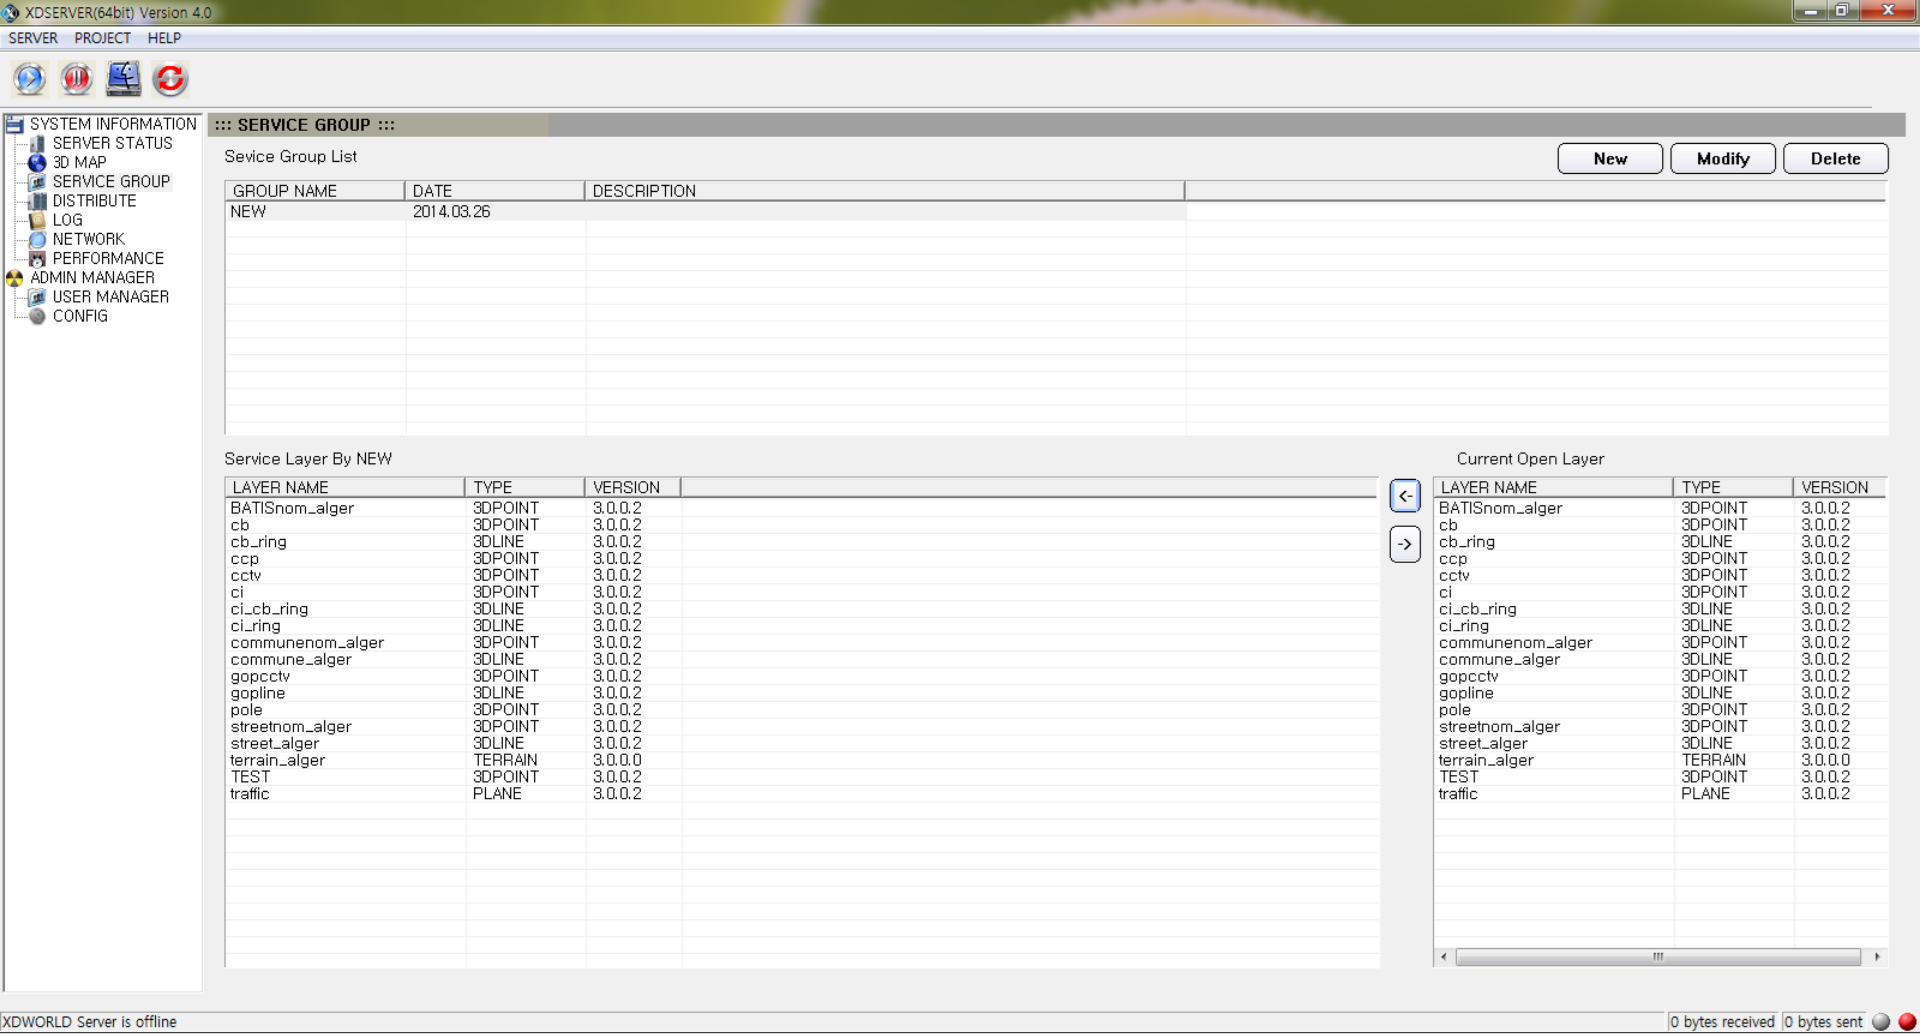 XDSERVER(64bit) Version 4.0
SERVER PROJECT HELP
SYSTEM INFORMATION
SERVER STATUS
3D MAP
SERVICE GROUP
DISTRIBUTE
LOG
NETWORK
PERFORMANCE
ADMIN MANAGER
USER MANAGER
CONFIG
::: SERVICE GROUP :::
Sevice Group List
New Modify Delete
GROUP NAME DATE DESCRIPTION
NEW 2014.03.26
Service Layer By NEW
LAYER NAME TYPE VERSION
BATISnom_alger 3DPOINT 3.0.0.2
cb 3DPOINT 3.0.0.2
cb_ring 3DLINE 3.0.0.2
ccp 3DPOINT 3.0.0.2
cctv 3DPOINT 3.0.0.2
ci 3DPOINT 3.0.0.2
ci_cb_ring 3DLINE 3.0.0.2
ci_ring 3DLINE 3.0.0.2
communenom_alger 3DPOINT 3.0.0.2
commune_alger 3DLINE 3.0.0.2
gopcctv 3DPOINT 3.0.0.2
gopline 3DLINE 3.0.0.2
pole 3DPOINT 3.0.0.2
streetnom_alger 3DPOINT 3.0.0.2
street_alger 3DLINE 3.0.0.2
terrain_alger TERRAIN 3.0.0.0
TEST 3DPOINT 3.0.0.2
traffic PLANE 3.0.0.2
<-
->
Current Open Layer
LAYER NAME TYPE VERSION
BATISnom_alger 3DPOINT 3.0.0.2
cb 3DPOINT 3.0.0.2
cb_ring 3DLINE 3.0.0.2
ccp 3DPOINT 3.0.0.2
cctv 3DPOINT 3.0.0.2
ci 3DPOINT 3.0.0.2
ci_cb_ring 3DLINE 3.0.0.2
ci_ring 3DLINE 3.0.0.2
communenom_alger 3DPOINT 3.0.0.2
commune_alger 3DLINE 3.0.0.2
gopcctv 3DPOINT 3.0.0.2
gopline 3DLINE 3.0.0.2
pole 3DPOINT 3.0.0.2
streetnom_alger 3DPOINT 3.0.0.2
street_alger 3DLINE 3.0.0.2
terrain_alger TERRAIN 3.0.0.0
TEST 3DPOINT 3.0.0.2
traffic PLANE 3.0.0.2
XDWORLD Server is offline
0 bytes received 0 bytes sent